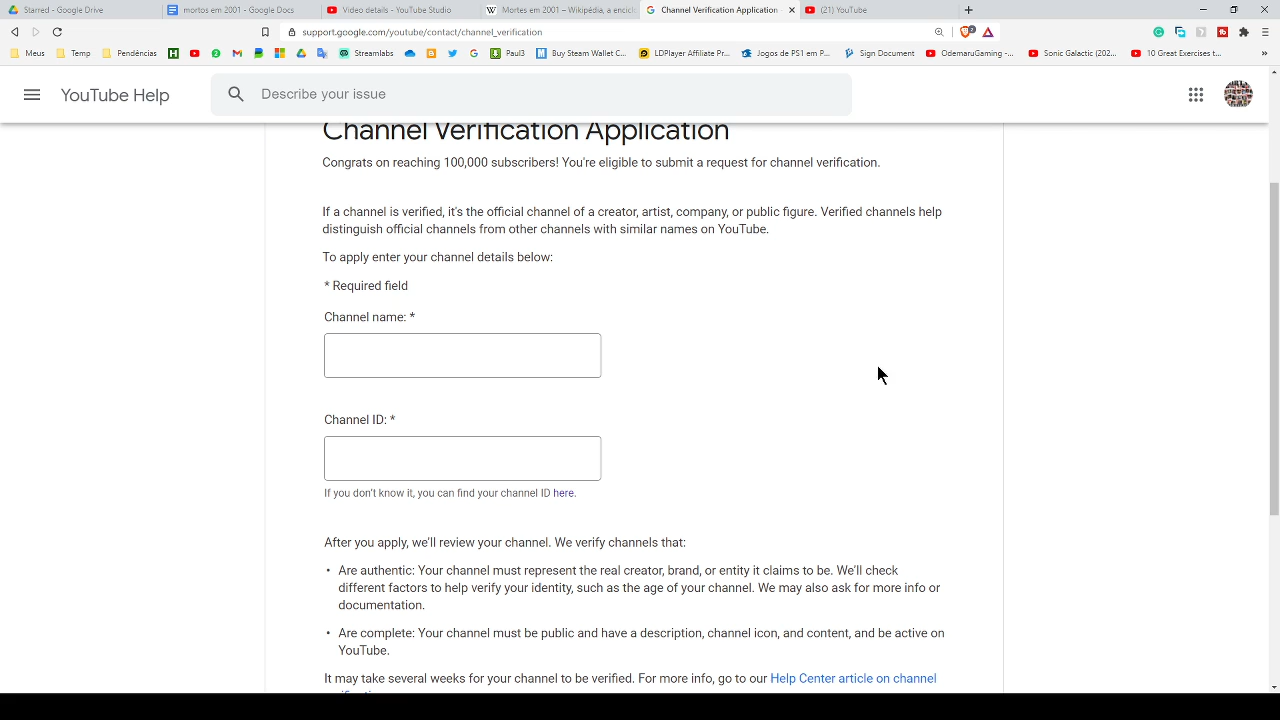 Starred - Google Drive
mortos em 2001 - Google Docs
Video details - YouTube Studio
Mortes em 2001 – Wikipédia, a encicl
Channel Verification Application -
(21) YouTube
support.google.com/youtube/contact/channel_verification
Meus
Temp
Pendências
Streamlabs
PaulB
Buy Steam Wallet C...
LDPlayer Affiliate Pr...
Jogos de PS1 em P...
Sign Document
OdemaruGaming - ...
Sonic Galactic (202...
10 Great Exercises t...
YouTube Help
Describe your issue
Channel Verification Application
Congrats on reaching 100,000 subscribers! You're eligible to submit a request for channel verification.
If a channel is verified, it's the official channel of a creator, artist, company, or public figure. Verified channels help
distinguish official channels from other channels with similar names on YouTube.
To apply enter your channel details below:
* Required field
Channel name: *
Channel ID: *
If you don't know it, you can find your channel ID here.
After you apply, we'll review your channel. We verify channels that:
• Are authentic: Your channel must represent the real creator, brand, or entity it claims to be. We'll check
different factors to help verify your identity, such as the age of your channel. We may also ask for more info or
documentation.
• Are complete: Your channel must be public and have a description, channel icon, and content, and be active on
YouTube.
It may take several weeks for your channel to be verified. For more info, go to our Help Center article on channel